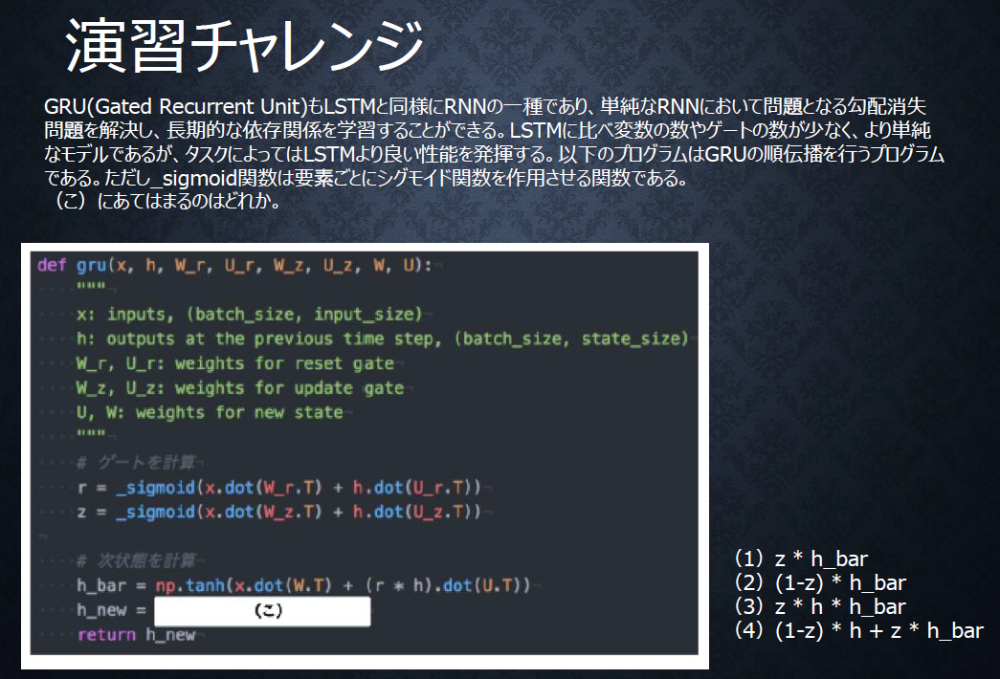 演習チャレンジ
GRU(Gated Recurrent Unit)もLSTMと同様にRNNの一種であり、単純なRNNにおいて問題となる勾配消失
問題を解決し、長期的な依存関係を学習することができる。LSTMに比べ変数の数やゲートの数が少なく、より単純
なモデルであるが、タスクによってはLSTMより良い性能を発揮する。以下のプログラムはGRUの順伝播を行うプログラム
である。ただし_sigmoid関数は要素ごとにシグモイド関数を作用させる関数である。
（こ）にあてはまるのはどれか。
def gru(x, h, W_r, U_r, W_z, U_z, W, U):
"""
x: inputs, (batch_size, input_size)
h: outputs at the previous time step, (batch_size, state_size)
W_r, U_r: weights for reset gate
W_z, U_z: weights for update gate
U, W: weights for new state
"""
# ゲートを計算
r = _sigmoid(x.dot(W_r.T) + h.dot(U_r.T))
z = _sigmoid(x.dot(W_z.T) + h.dot(U_z.T))
# 次状態を計算
h_bar = np.tanh(x.dot(W.T) + (r * h).dot(U.T))
h_new = (こ)
return h_new
（1）z * h_bar
（2）(1-z) * h_bar
（3）z * h * h_bar
（4）(1-z) * h + z * h_bar